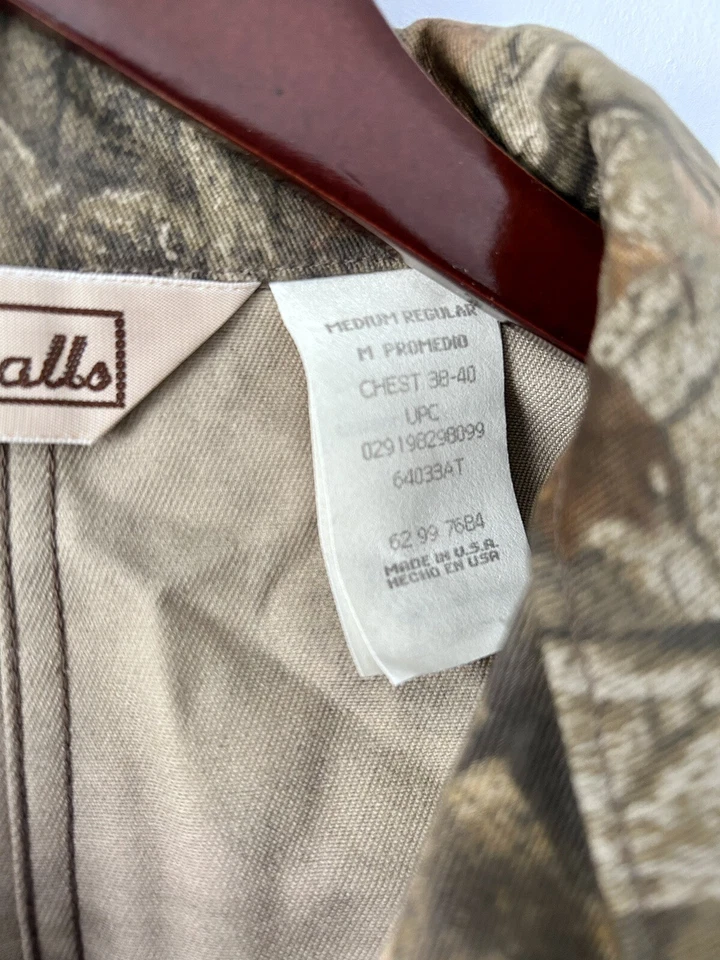 alls
MEDIUM REGULAR
M PROMEDIO
CHEST 38-40
UPC
029198298099
64033AT
62 99 7684
MADE IN U.S.A.
HECHO EN USA